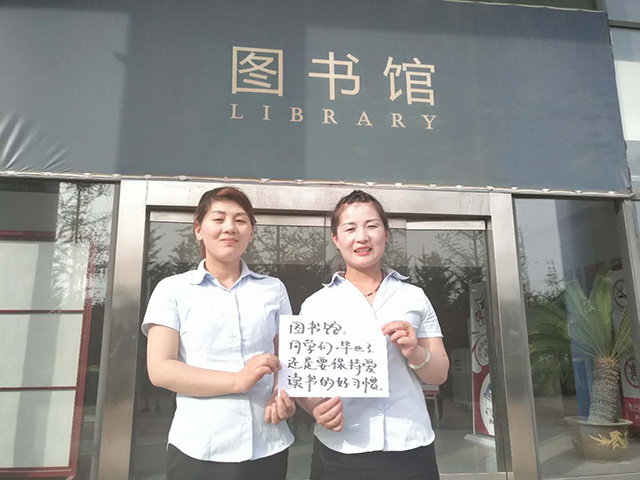 图书馆
LIBRARY
图书馆:
同学们,毕业了
还是要保持爱
读书的好习惯.